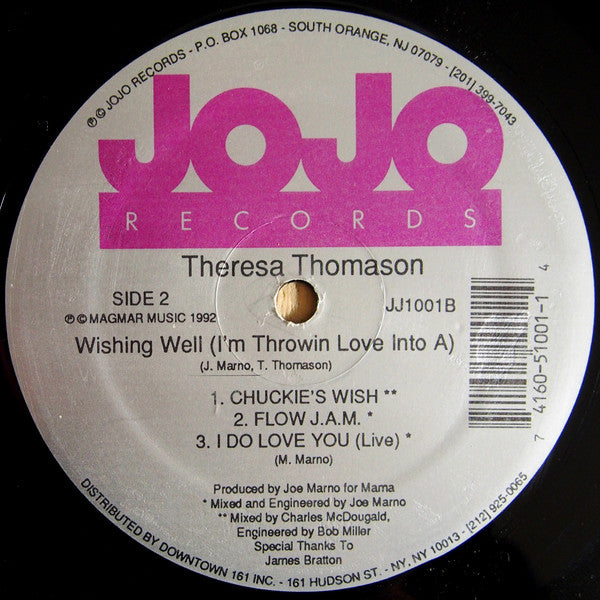 ℗ © JOJO RECORDS - P.O. BOX 1068 - SOUTH ORANGE, NJ 07079 - [201] 399-7043
JOJO
RECORDS
Theresa Thomason
SIDE 2
JJ1001B
℗ © MAGMAR MUSIC 1992
Wishing Well (I'm Throwin Love Into A)
(J. Marno, T. Thomason)
1. CHUCKIE'S WISH **
2. FLOW J.A.M. *
3. I DO LOVE YOU (Live) *
(M. Marno)
7 4160-51001-1 4
Produced by Joe Marno for Mama
* Mixed and Engineered by Joe Marno
** Mixed by Charles McDougald,
Engineered by Bob Miller
Special Thanks To
James Bratton
DISTRIBUTED BY DOWNTOWN 161 INC. - 161 HUDSON ST. - NY, NY 10013 - [212] 925-0065